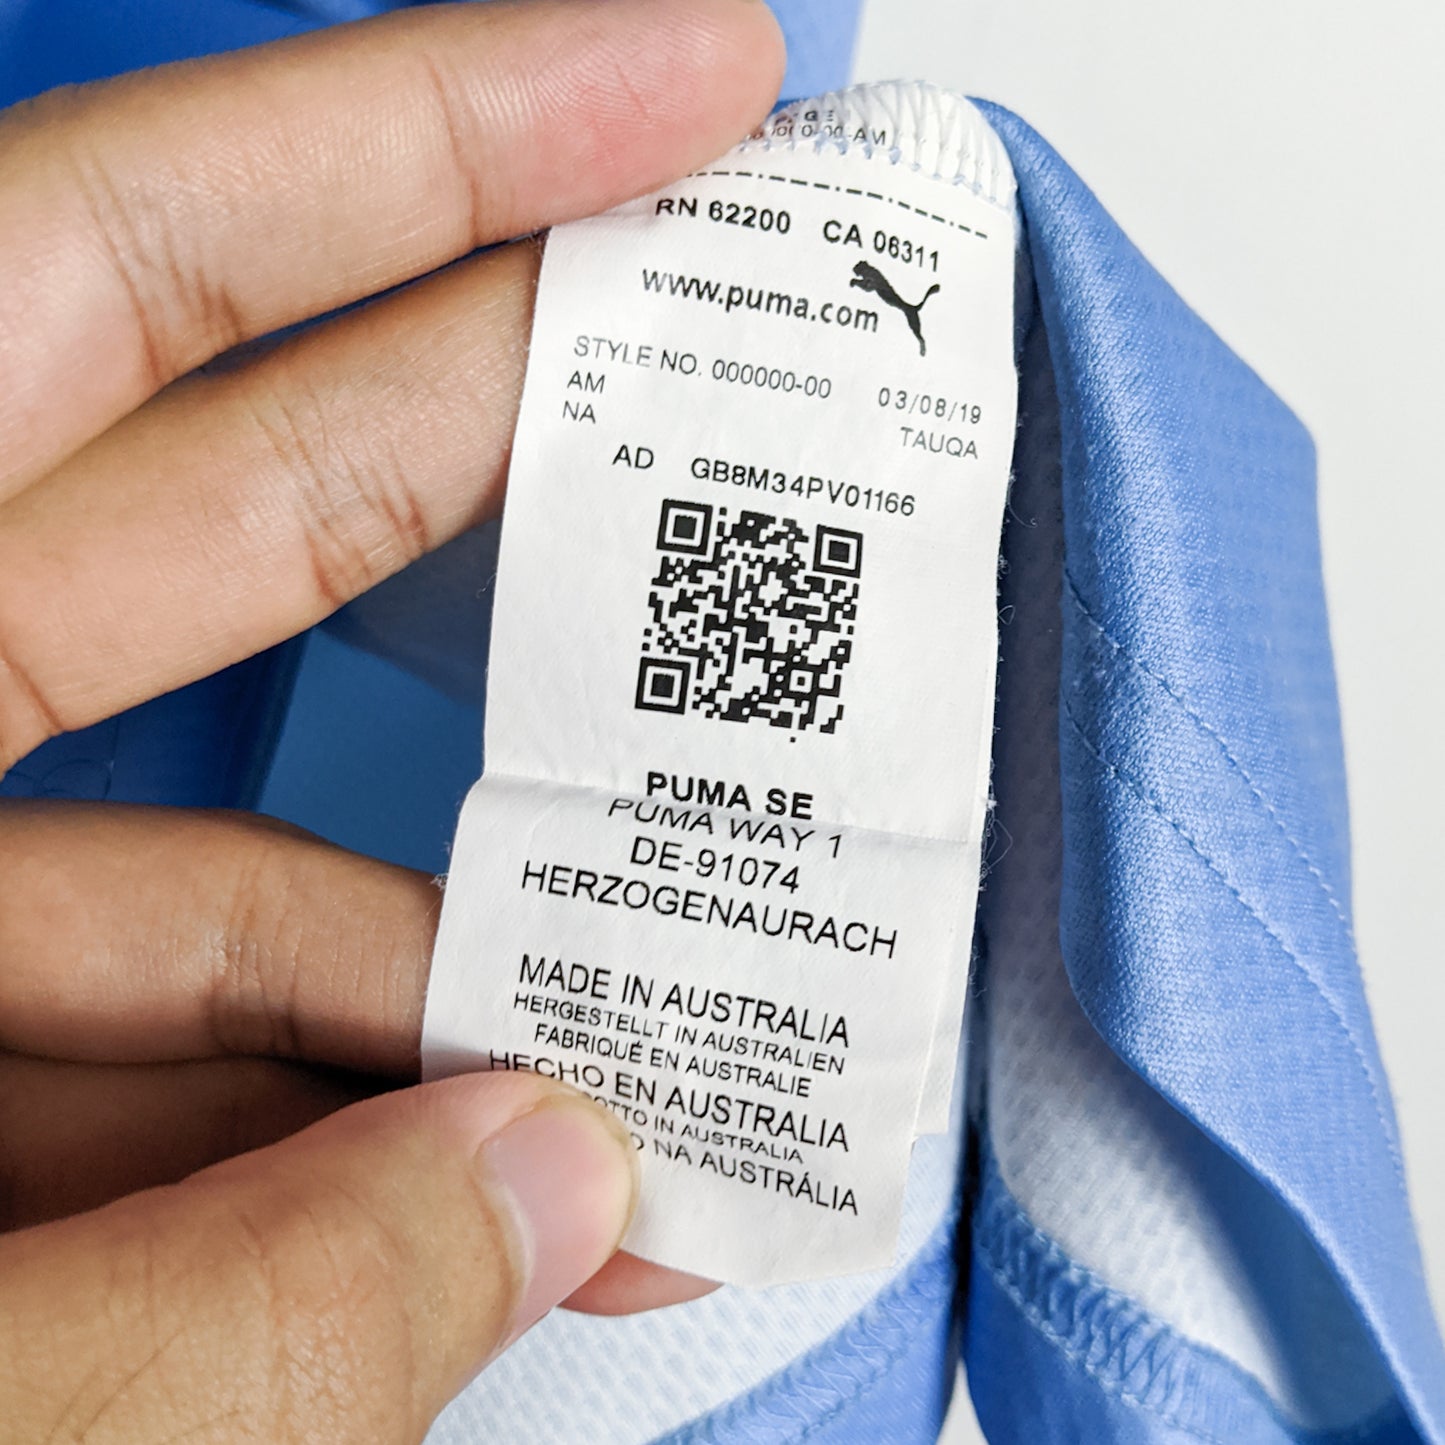 RN 62200 CA 06311
www.puma.com
STYLE NO. 000000-00 03/08/19
AM TAUQA
NA
AD GB8M34PV01166
PUMA SE
PUMA WAY 1
DE-91074
HERZOGENAURACH
MADE IN AUSTRALIA
HERGESTELLT IN AUSTRALIEN
FABRIQUÉ EN AUSTRALIE
HECHO EN AUSTRALIA
IN AUSTRALIA
NA AUSTRÁLIA